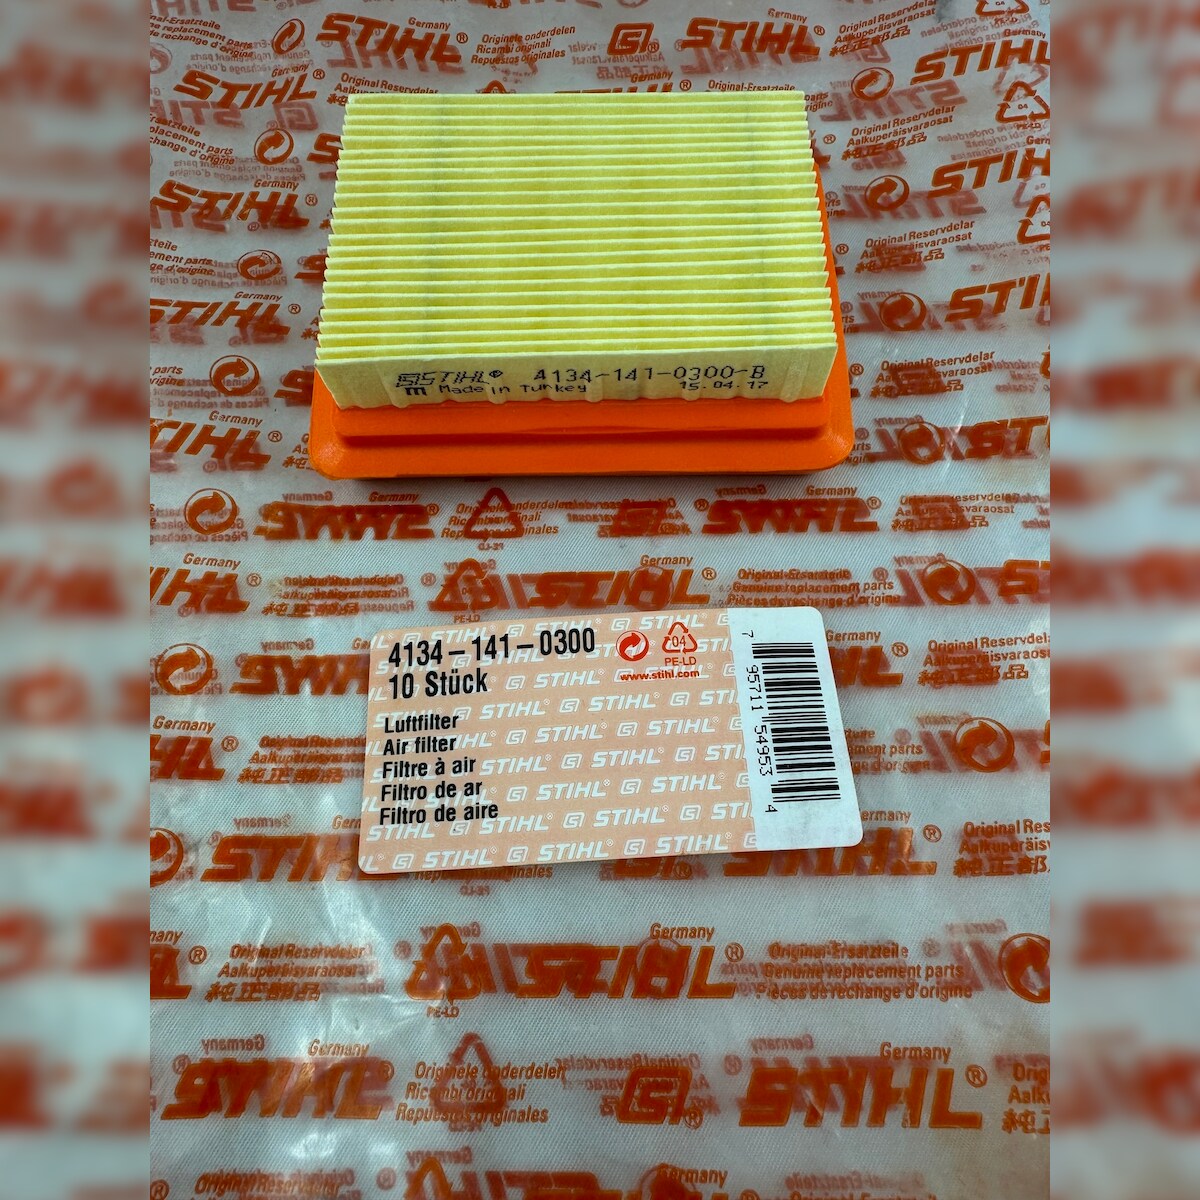 STIHL® 4134-141-0300-B
m Made in Turkey 15.04.17
4134-141-0300
10 Stück
Luftfilter
Air filter
Filtre à air
Filtro de ar
Filtro de aire
04
PE-LD
www.stihl.com
7 95711 54953 4
Germany
STIHL®
Originele onderdelen
Ricambi originali
Repuestos originales
Original-Ersatzteile
Genuine replacement parts
Pièces de rechange d'origine
Original Reservdelar
Aalkuperäisvaraosat
純正部品